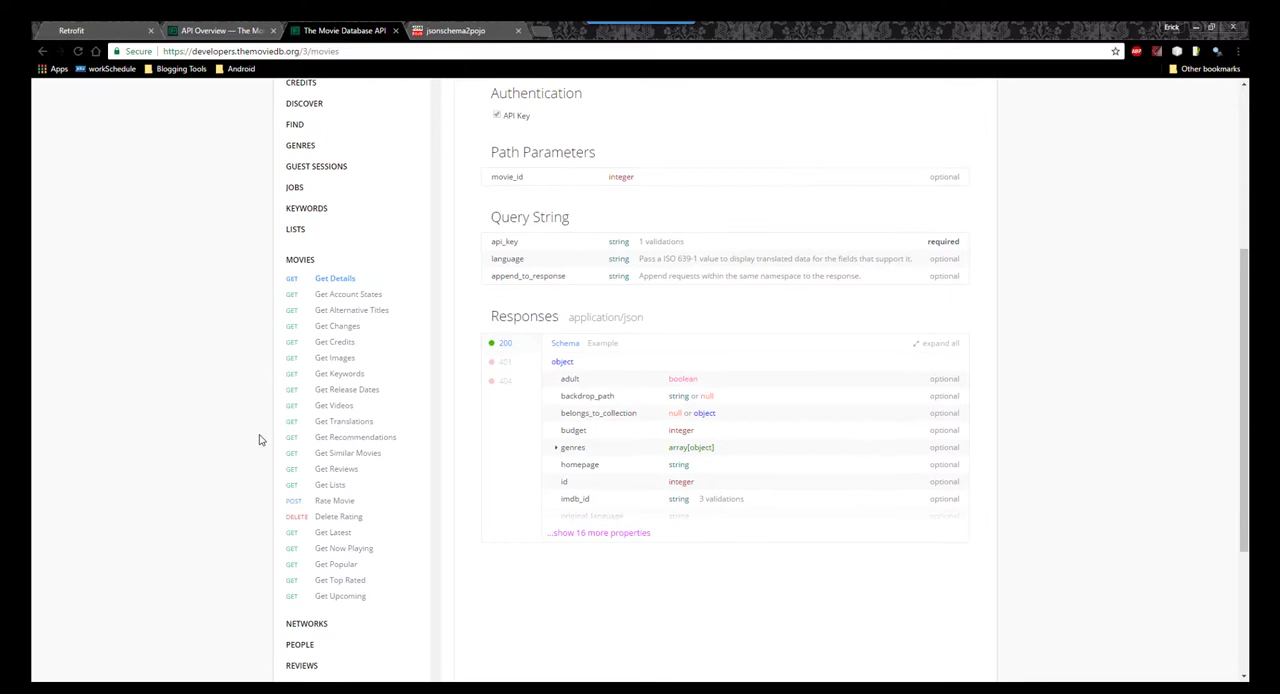 Retrofit
API Overview — The Mo
The Movie Database API
jsonschema2pojo
Erick
Secure
https://developers.themoviedb.org/3/movies
Apps
workSchedule
Blogging Tools
Android
Other bookmarks
CREDITS
DISCOVER
FIND
GENRES
GUEST SESSIONS
JOBS
KEYWORDS
LISTS
MOVIES
GET Get Details
GET Get Account States
GET Get Alternative Titles
GET Get Changes
GET Get Credits
GET Get Images
GET Get Keywords
GET Get Release Dates
GET Get Videos
GET Get Translations
GET Get Recommendations
GET Get Similar Movies
GET Get Reviews
GET Get Lists
POST Rate Movie
DELETE Delete Rating
GET Get Latest
GET Get Now Playing
GET Get Popular
GET Get Top Rated
GET Get Upcoming
NETWORKS
PEOPLE
REVIEWS
Authentication
API Key
Path Parameters
movie_id integer optional
Query String
api_key string 1 validations required
language string Pass a ISO 639-1 value to display translated data for the fields that support it. optional
append_to_response string Append requests within the same namespace to the response. optional
Responses application/json
200
401
404
Schema Example expand all
object
adult boolean optional
backdrop_path string or null optional
belongs_to_collection null or object optional
budget integer optional
genres array[object] optional
homepage string optional
id integer optional
imdb_id string 3 validations optional
original_language string optional
...show 16 more properties